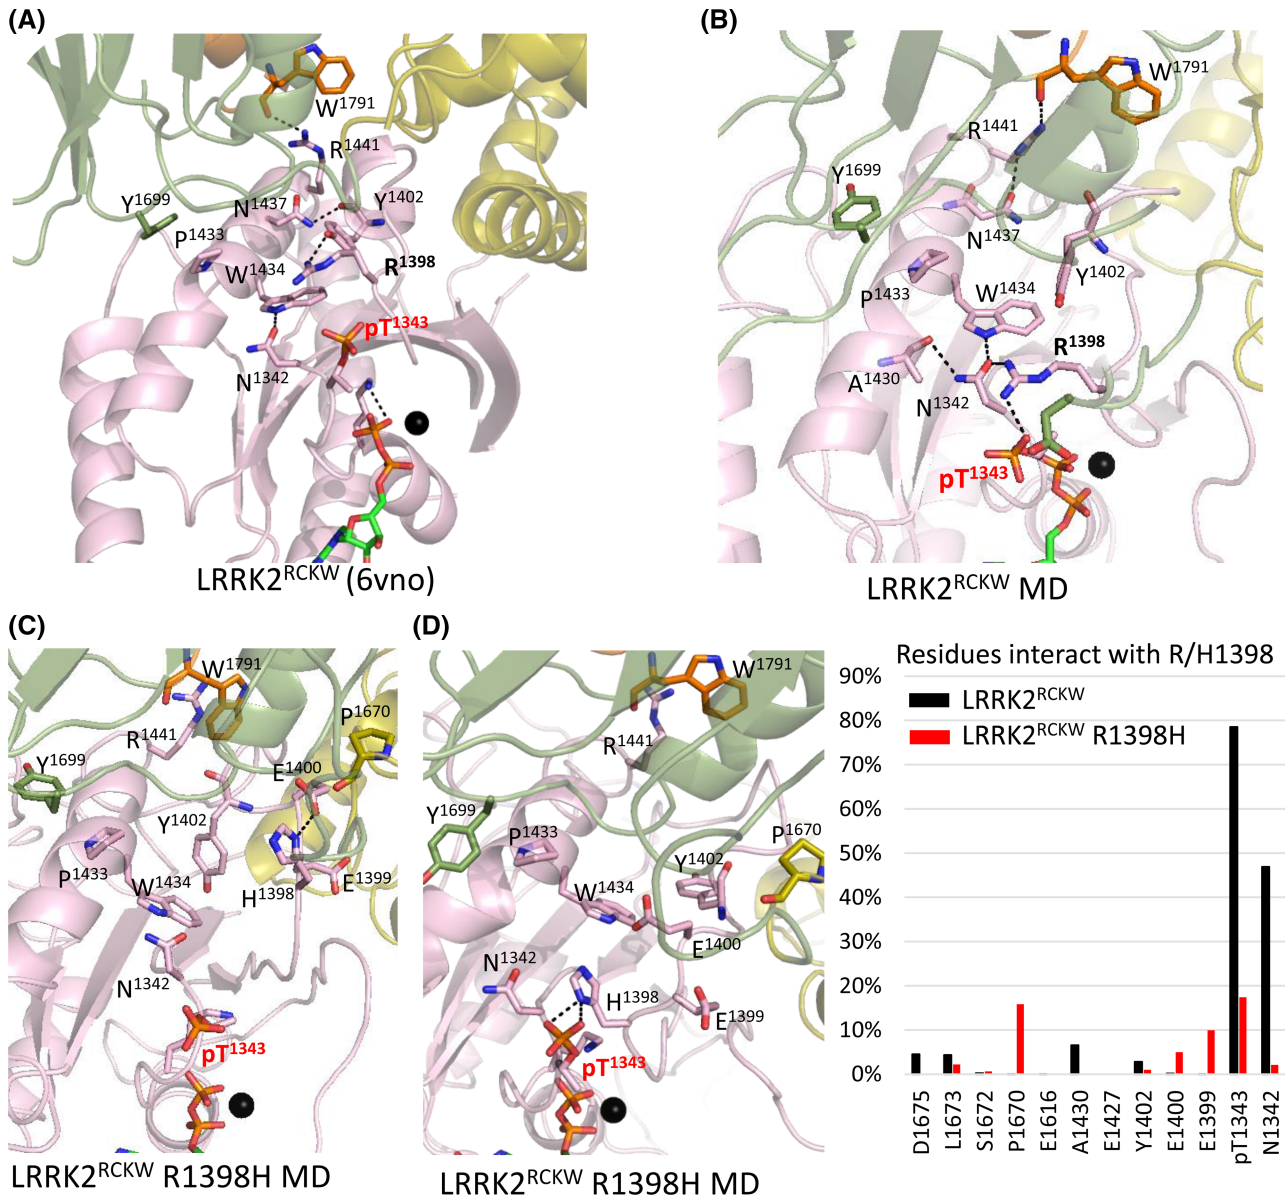 (A)
W1791
R1441
Y1699
N1437
Y1402
P1433
W1434
R1398
pT1343
N1342
LRRK2RCKW (6vno)
(B)
W1791
R1441
Y1699
N1437
Y1402
P1433
W1434
R1398
A1430
N1342
pT1343
LRRK2RCKW MD
(C)
W1791
P1670
R1441
E1400
Y1699
Y1402
P1433
W1434
E1399
H1398
N1342
pT1343
LRRK2RCKW R1398H MD
(D)
W1791
R1441
Y1699
P1433
P1670
Y1402
W1434
E1400
N1342
H1398
E1399
pT1343
LRRK2RCKW R1398H MD
Residues interact with R/H1398
90%
80%
70%
60%
50%
40%
30%
20%
10%
0%
LRRK2RCKW
LRRK2RCKW R1398H
D1675
L1673
S1672
P1670
E1616
A1430
E1427
Y1402
E1400
E1399
pT1343
N1342